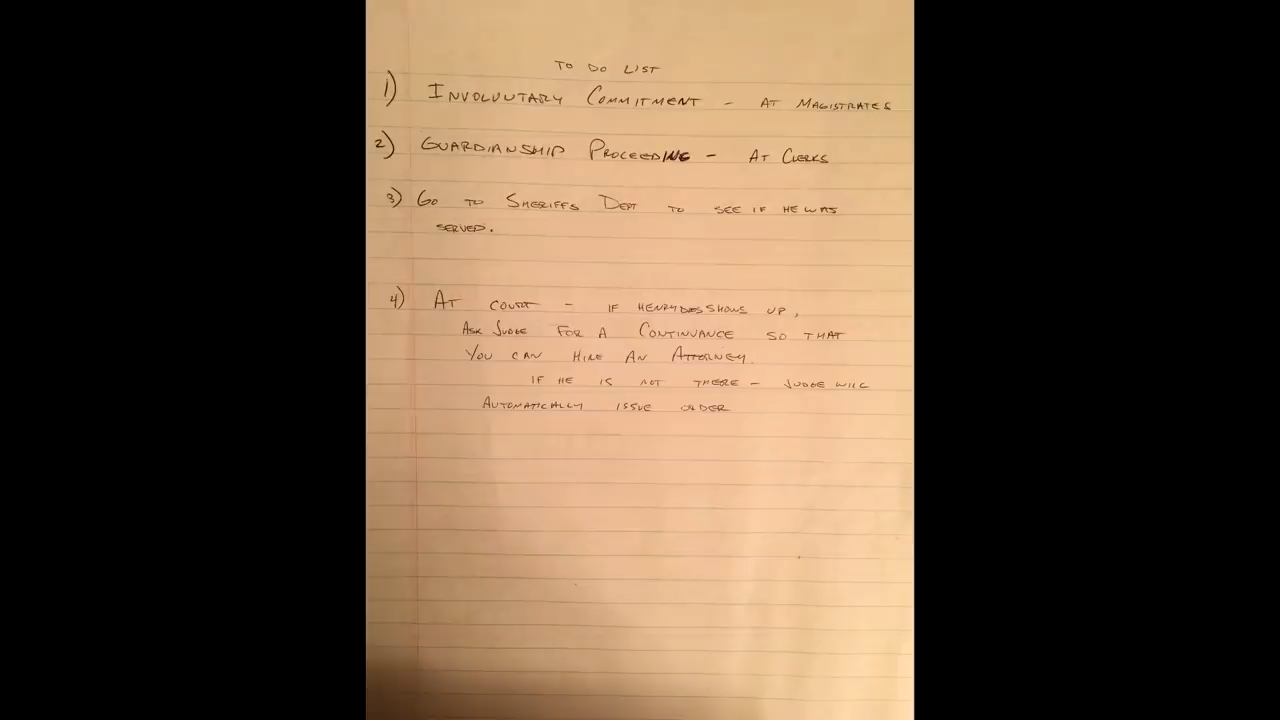 TO DO LIST
1) INVOLUNTARY COMMITMENT - AT MAGISTRATES
2) GUARDIANSHIP PROCEEDING - AT CLERKS
3) GO TO SHERIFFS DEPT TO SEE IF HE WAS
SERVED.
4) AT COURT - IF HENRY SHOWS UP,
ASK JUDGE FOR A CONTINUANCE SO THAT
YOU CAN HIRE AN ATTORNEY.
IF HE IS NOT THERE - JUDGE WILL
AUTOMATICALLY ISSUE ORDER